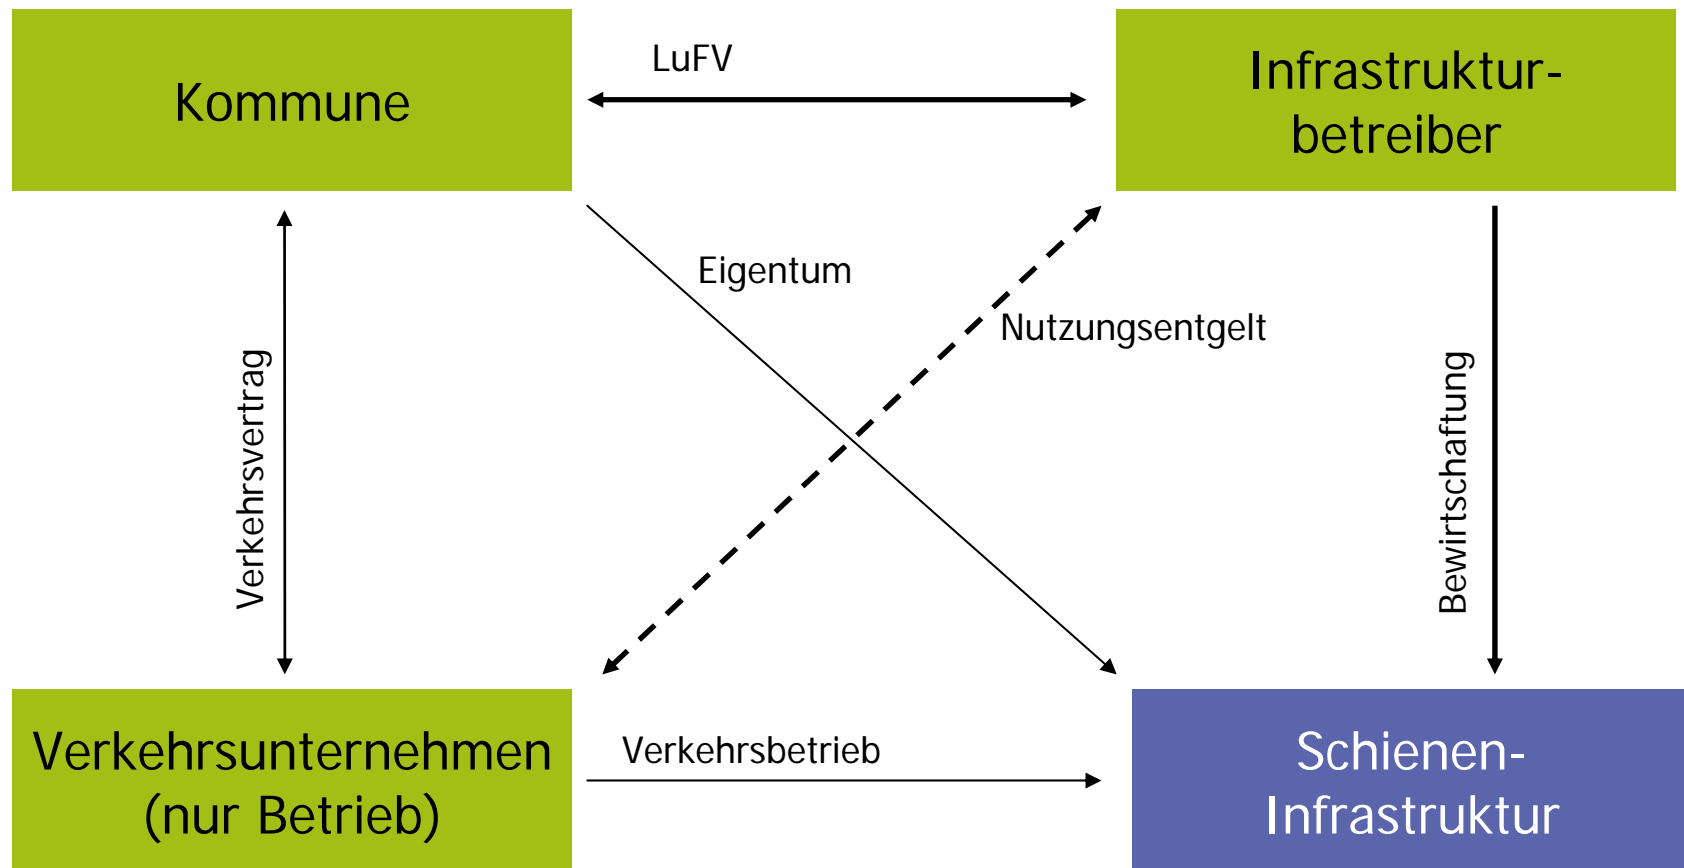 Kommune
LuFV
Infrastruktur-
betreiber
Eigentum
Nutzungsentgelt
Verkehrsvertrag
Bewirtschaftung
Verkehrsunternehmen
(nur Betrieb)
Verkehrsbetrieb
Schienen-
Infrastruktur